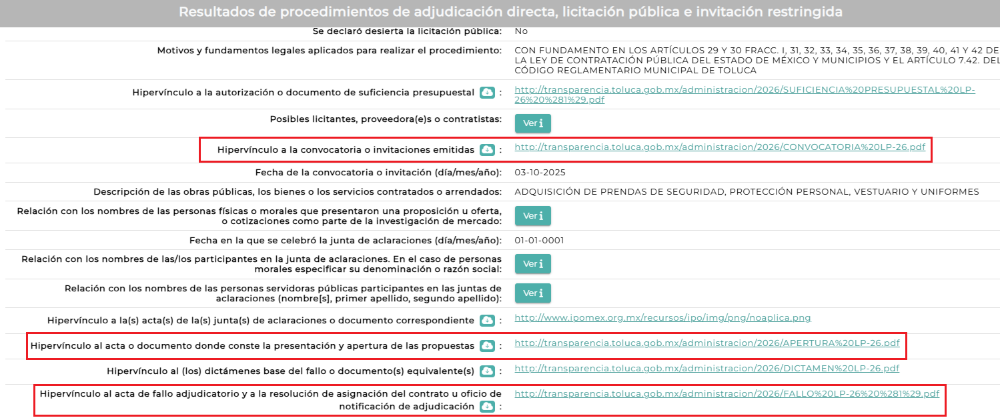 Resultados de procedimientos de adjudicación directa, licitación pública e invitación restringida
Se declaró desierta la licitación pública: No
Motivos y fundamentos legales aplicados para realizar el procedimiento: CON FUNDAMENTO EN LOS ARTÍCULOS 29 Y 30 FRACC. I, 31, 32, 33, 34, 35, 36, 37, 38, 39, 40, 41 Y 42 DE
LA LEY DE CONTRATACIÓN PÚBLICA DEL ESTADO DE MÉXICO Y MUNICIPIOS Y EL ARTÍCULO 7.42. DEL
CÓDIGO REGLAMENTARIO MUNICIPAL DE TOLUCA
Hipervínculo a la autorización o documento de suficiencia presupuestal : http://transparencia.toluca.gob.mx/administracion/2026/SUFICIENCIA%20PRESUPUESTAL%20LP-
26%20%281%29.pdf
Posibles licitantes, proveedora(e)s o contratistas: Ver i
Hipervínculo a la convocatoria o invitaciones emitidas : http://transparencia.toluca.gob.mx/administracion/2026/CONVOCATORIA%20LP-26.pdf
Fecha de la convocatoria o invitación (día/mes/año): 03-10-2025
Descripción de las obras públicas, los bienes o los servicios contratados o arrendados: ADQUISICIÓN DE PRENDAS DE SEGURIDAD, PROTECCIÓN PERSONAL, VESTUARIO Y UNIFORMES
Relación con los nombres de las personas físicas o morales que presentaron una proposición u oferta,
o cotizaciones como parte de la investigación de mercado: Ver i
Fecha en la que se celebró la junta de aclaraciones (día/mes/año): 01-01-0001
Relación con los nombres de las/los participantes en la junta de aclaraciones. En el caso de personas
morales especificar su denominación o razón social: Ver i
Relación con los nombres de las personas servidoras públicas participantes en las juntas de
aclaraciones (nombre[s], primer apellido, segundo apellido): Ver i
Hipervínculo a la(s) acta(s) de la(s) junta(s) de aclaraciones o documento correspondiente : http://www.ipomex.org.mx/recursos/ipo/img/png/noaplica.png
Hipervínculo al acta o documento donde conste la presentación y apertura de las propuestas : http://transparencia.toluca.gob.mx/administracion/2026/APERTURA%20LP-26.pdf
Hipervínculo al (los) dictámenes base del fallo o documento(s) equivalente(s) : http://transparencia.toluca.gob.mx/administracion/2026/DICTAMEN%20LP-26.pdf
Hipervínculo al acta de fallo adjudicatorio y a la resolución de asignación del contrato u oficio de
notificación de adjudicación : http://transparencia.toluca.gob.mx/administracion/2026/FALLO%20LP-26%20%281%29.pdf